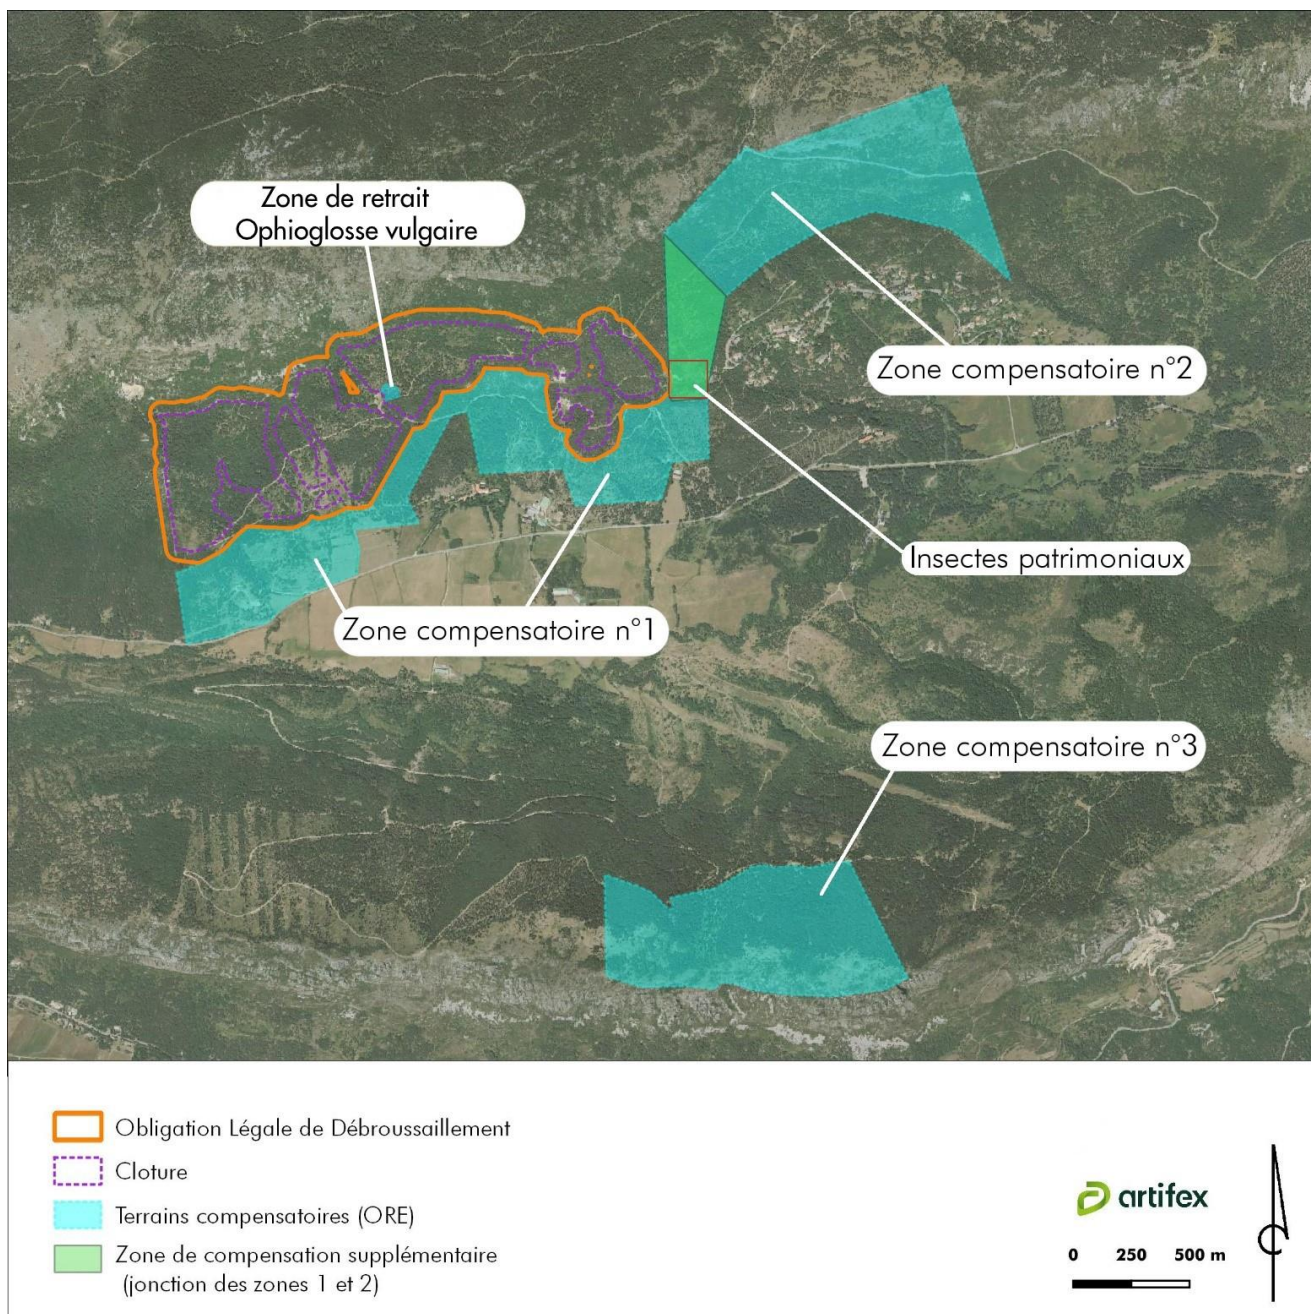 Zone de retrait
Ophioglosse vulgaire
Zone compensatoire n°2
Insectes patrimoniaux
Zone compensatoire n°1
Zone compensatoire n°3
Obligation Légale de Débroussaillement
Cloture
Terrains compensatoires (ORE)
Zone de compensation supplémentaire
(jonction des zones 1 et 2)
artifex
0 250 500 m